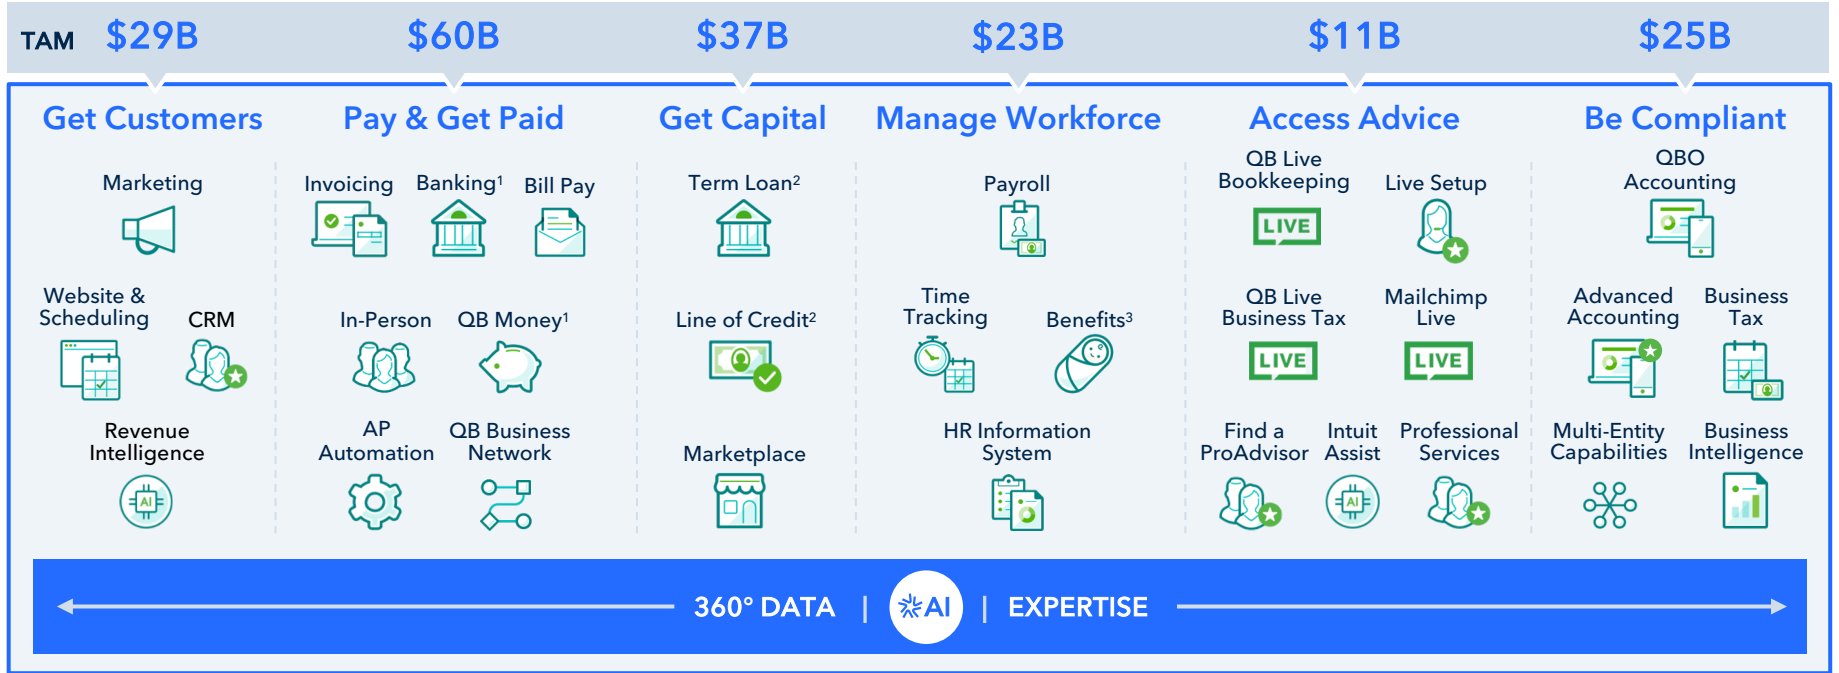 TAM $29B $60B $37B $23B $11B $25B
Get Customers Pay & Get Paid Get Capital Manage Workforce Access Advice Be Compliant
Marketing
Website &
Scheduling
CRM
Revenue
Intelligence
AI
Invoicing
Banking¹
Bill Pay
In-Person
QB Money¹
AP
Automation
QB Business
Network
Term Loan²
Line of Credit²
Marketplace
Payroll
Time
Tracking
Benefits³
HR Information
System
QB Live
Bookkeeping
LIVE
Live Setup
QB Live
Business Tax
LIVE
Mailchimp
Live
LIVE
Find a
ProAdvisor
Intuit
Assist
AI
Professional
Services
QBO
Accounting
Advanced
Accounting
Business
Tax
Multi-Entity
Capabilities
Business
Intelligence
360° DATA | AI | EXPERTISE